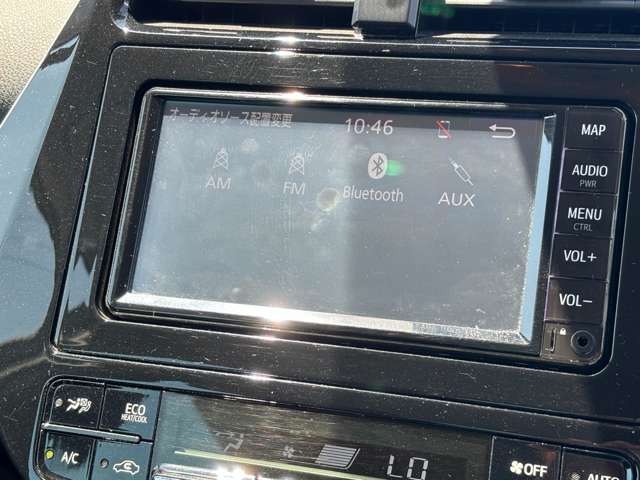 オーディオソース配置変更 10:46
AM FM Bluetooth AUX
MAP
AUDIO
PWR
MENU
CTRL
VOL+
VOL-
ECO
HEAT/COOL
A/C
LO
OFF
AUTO